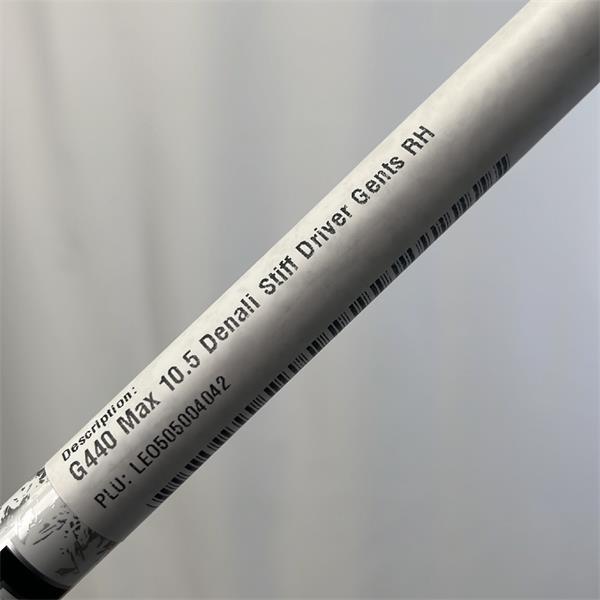 Description:
G440 Max 10.5 Denali Stiff Driver Gents RH
PLU: LEO505004042